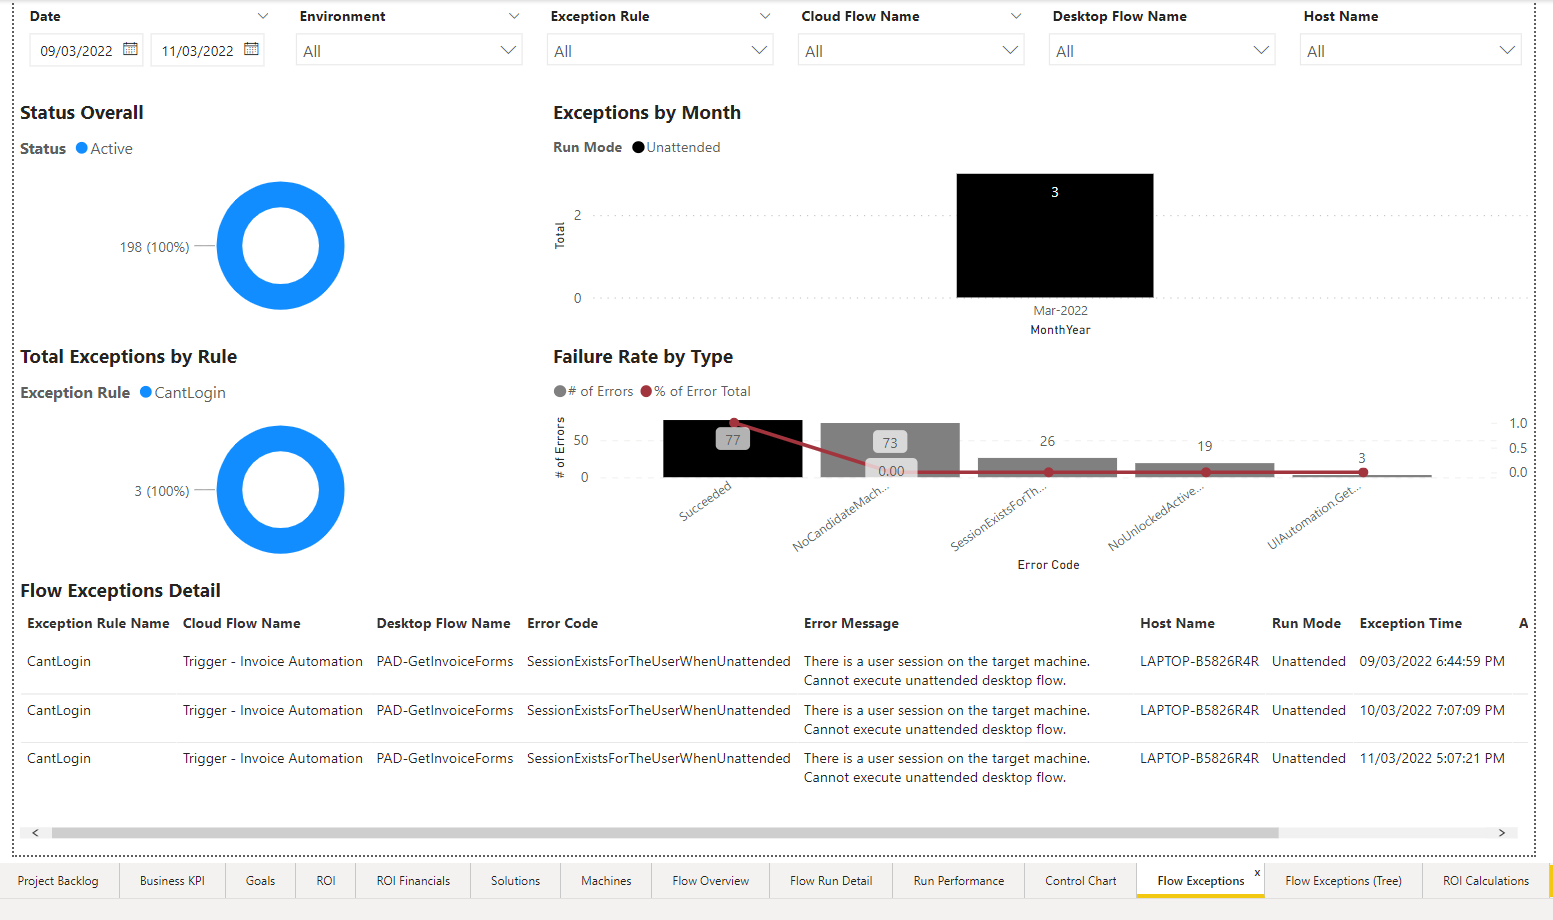 Date
Environment
Exception Rule
Cloud Flow Name
Desktop Flow Name
Host Name
09/03/2022
11/03/2022
All
All
All
All
All
Status Overall
Status Active
198 (100%)
Exceptions by Month
Run Mode Unattended
3
2
0
Total
Mar-2022
MonthYear
Total Exceptions by Rule
Exception Rule CantLogin
3 (100%)
Failure Rate by Type
# of Errors % of Error Total
# of Errors
50
0
77
73
0.00
26
19
3
1.0
0.5
0.0
Succeeded
NoCandidateMach...
SessionExistsForTh...
NoUnlockedActive...
UIAutomation.Get...
Error Code
Flow Exceptions Detail
Exception Rule Name Cloud Flow Name Desktop Flow Name Error Code Error Message Host Name Run Mode Exception Time A
CantLogin Trigger - Invoice Automation PAD-GetInvoiceForms SessionExistsForTheUserWhenUnattended There is a user session on the target machine. LAPTOP-B5826R4R Unattended 09/03/2022 6:44:59 PM
Cannot execute unattended desktop flow.
CantLogin Trigger - Invoice Automation PAD-GetInvoiceForms SessionExistsForTheUserWhenUnattended There is a user session on the target machine. LAPTOP-B5826R4R Unattended 10/03/2022 7:07:09 PM
Cannot execute unattended desktop flow.
CantLogin Trigger - Invoice Automation PAD-GetInvoiceForms SessionExistsForTheUserWhenUnattended There is a user session on the target machine. LAPTOP-B5826R4R Unattended 11/03/2022 5:07:21 PM
Cannot execute unattended desktop flow.
Project Backlog
Business KPI
Goals
ROI
ROI Financials
Solutions
Machines
Flow Overview
Flow Run Detail
Run Performance
Control Chart
Flow Exceptions x
Flow Exceptions (Tree)
ROI Calculations